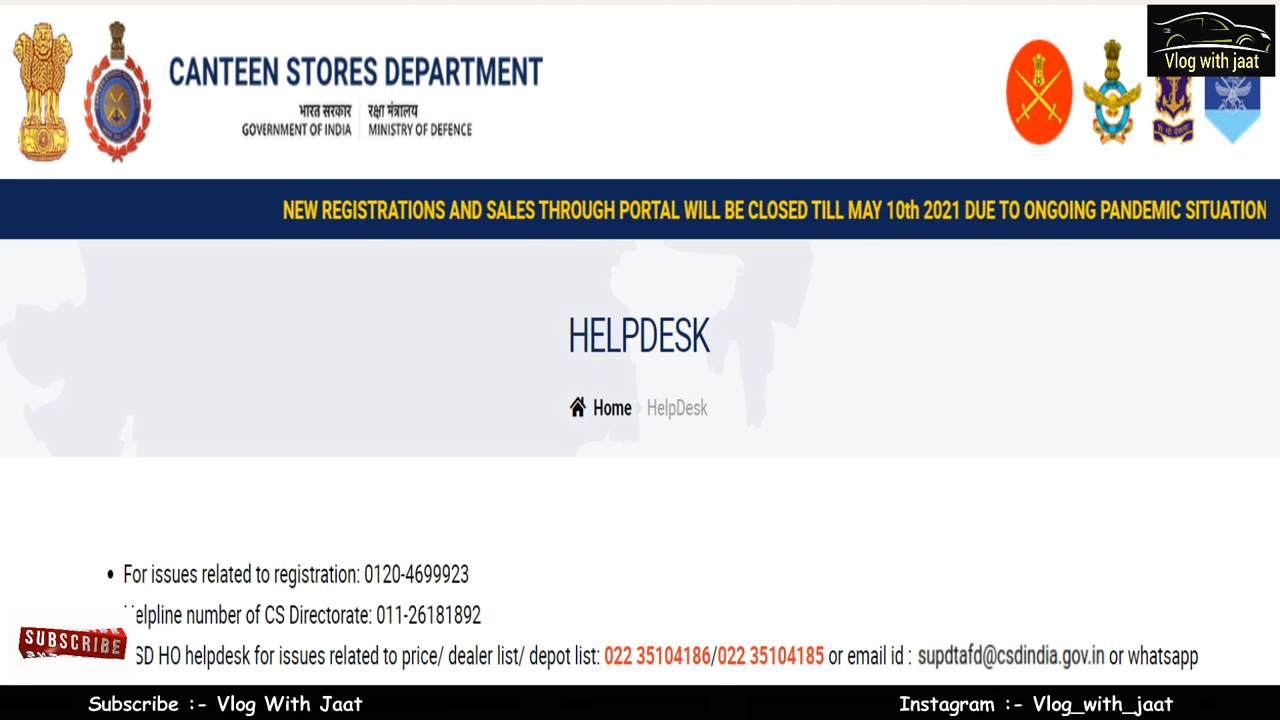 Vlog with jaat
CANTEEN STORES DEPARTMENT
भारत सरकार रक्षा मंत्रालय
GOVERNMENT OF INDIA MINISTRY OF DEFENCE
NEW REGISTRATIONS AND SALES THROUGH PORTAL WILL BE CLOSED TILL MAY 10th 2021 DUE TO ONGOING PANDEMIC SITUATION
HELPDESK
Home › HelpDesk
• For issues related to registration: 0120-4699923
elpline number of CS Directorate: 011-26181892
SD HO helpdesk for issues related to price/ dealer list/ depot list: 022 35104186/022 35104185 or email id : supdtafd@csdindia.gov.in or whatsapp
SUBSCRIBE
Subscribe :- Vlog With Jaat
Instagram :- Vlog_with_jaat